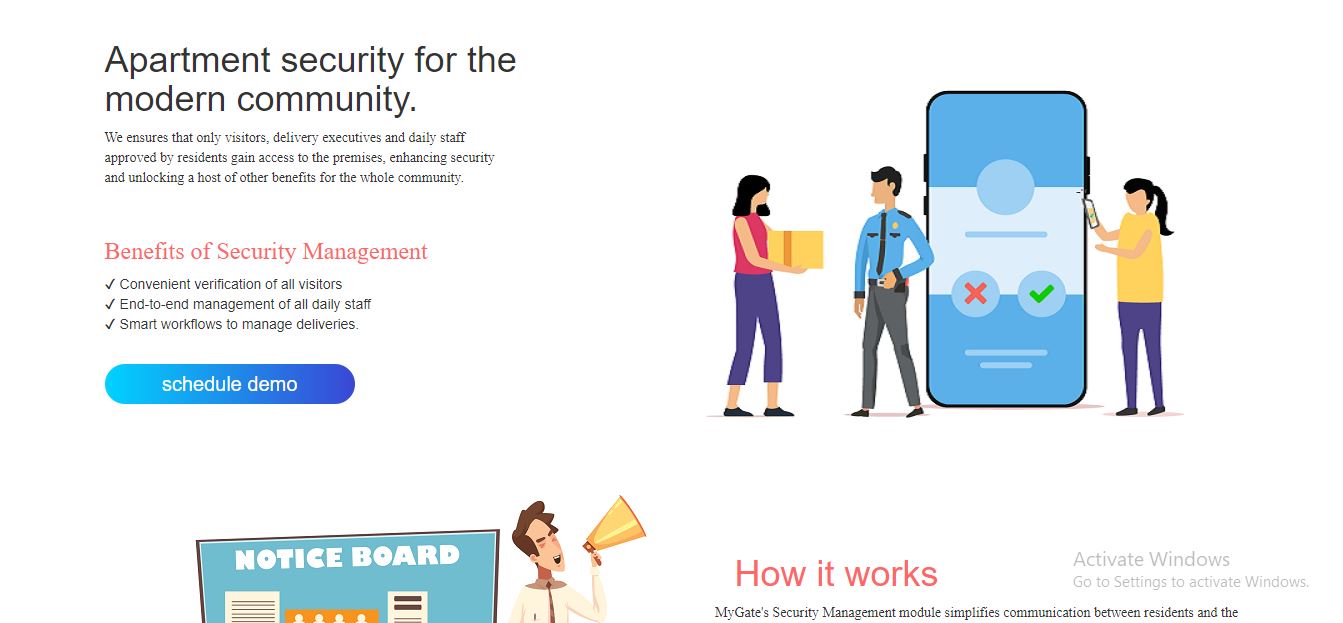 Apartment security for the
modern community.
We ensures that only visitors, delivery executives and daily staff
approved by residents gain access to the premises, enhancing security
and unlocking a host of other benefits for the whole community.
Benefits of Security Management
✓ Convenient verification of all visitors
✓ End-to-end management of all daily staff
✓ Smart workflows to manage deliveries.
schedule demo
NOTICE BOARD
How it works
MyGate's Security Management module simplifies communication between residents and the
Activate Windows
Go to Settings to activate Windows.